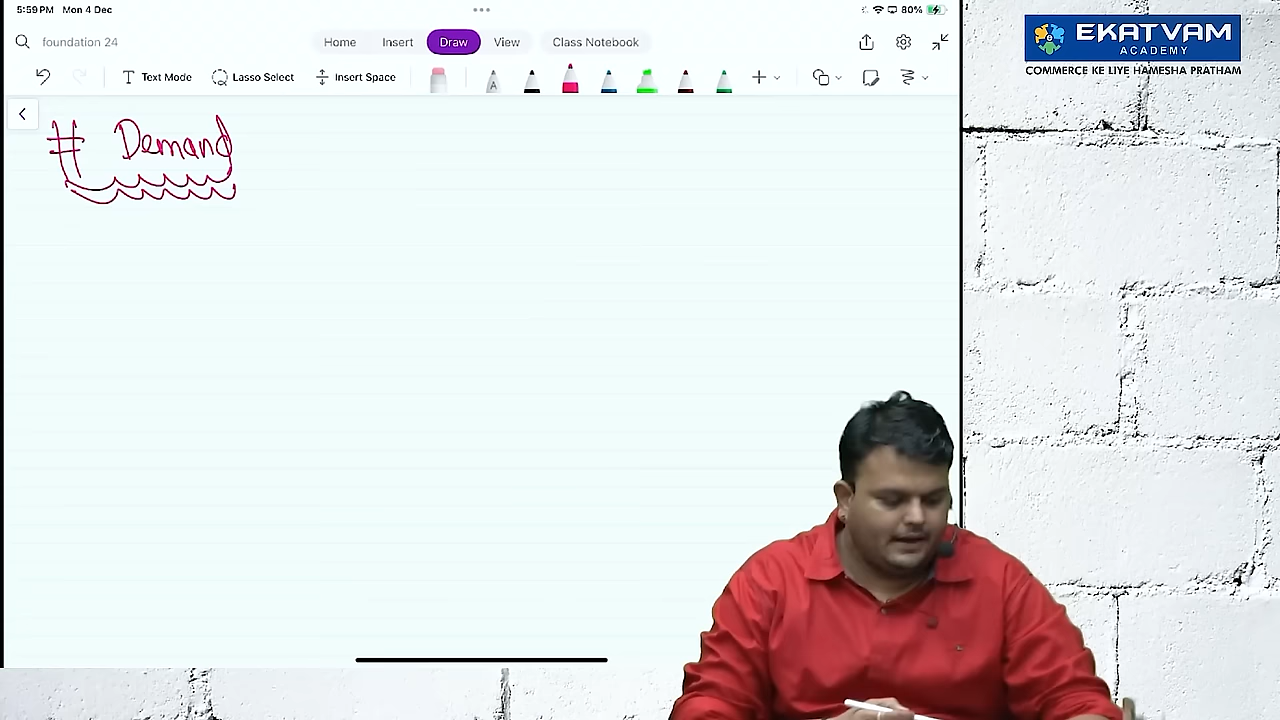 5:59 PM Mon 4 Dec
80%
foundation 24
Home Insert Draw View Class Notebook
Text Mode Lasso Select Insert Space
A
# Demand
EKATVAM
ACADEMY
COMMERCE KE LIYE HAMESHA PRATHAM